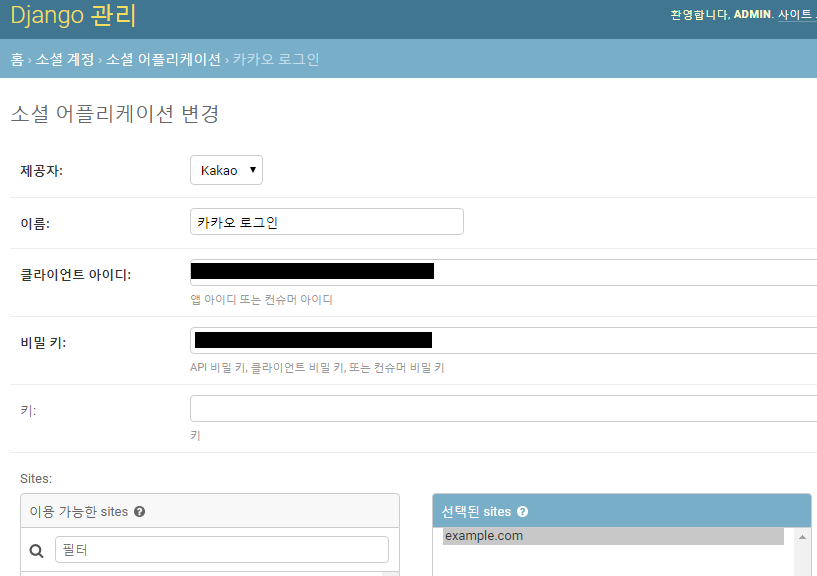 Django 관리
환영합니다, ADMIN. 사이트
홈 › 소셜 계정 › 소셜 어플리케이션 › 카카오 로그인
소셜 어플리케이션 변경
제공자: Kakao ▼
이름: 카카오 로그인
클라이언트 아이디:
앱 아이디 또는 컨슈머 아이디
비밀 키:
API 비밀 키, 클라이언트 비밀 키, 또는 컨슈머 비밀 키
키:
키
Sites:
이용 가능한 sites ?
선택된 sites ?
필터
example.com